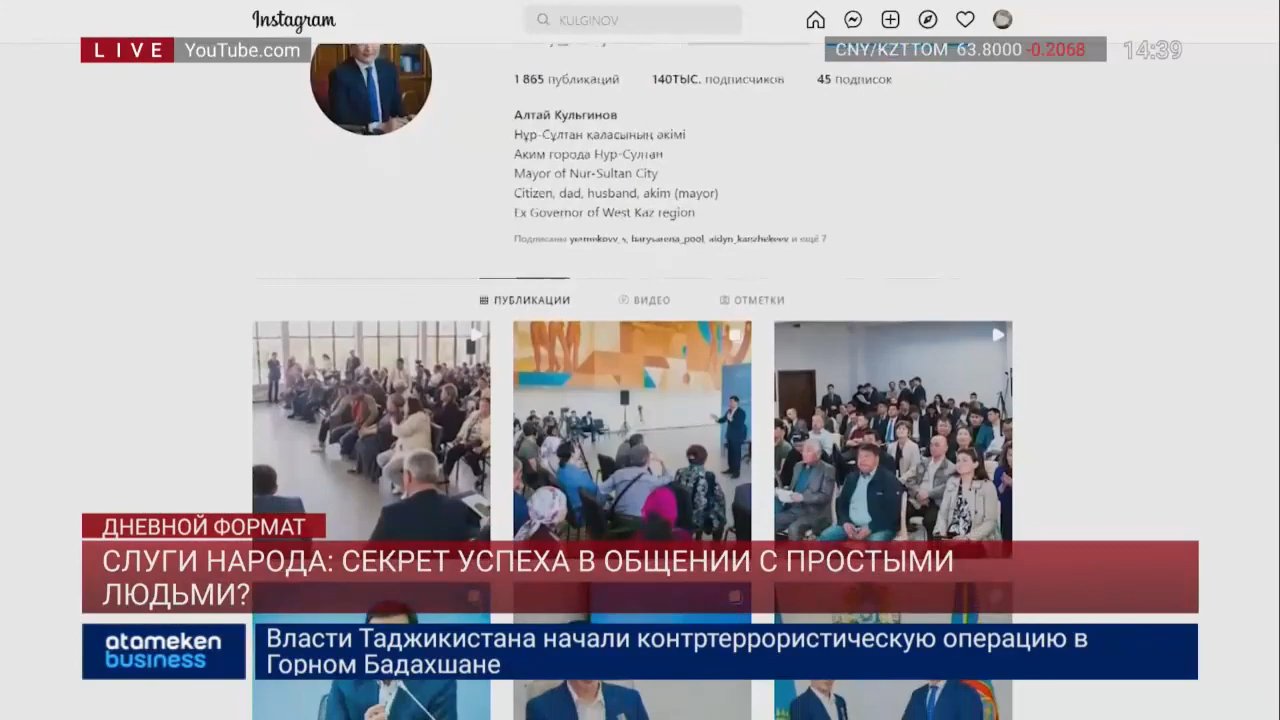 Instagram
KULGINOV
LIVE YouTube.com
CNY/KZTTOM 63.8000 -0.2068
14:39
1 865 публикаций 140ТЫС. подписчиков 45 подписок
Алтай Кульгинов
Нұр-Сұлтан қаласының әкімі
Аким города Нур-Султан
Mayor of Nur-Sultan City
Citizen, dad, husband, akim (mayor)
Ex Governor of West Kaz region
Подписаны и ещё 7
ПУБЛИКАЦИИ ВИДЕО ОТМЕТКИ
ДНЕВНОЙ ФОРМАТ
СЛУГИ НАРОДА: СЕКРЕТ УСПЕХА В ОБЩЕНИИ С ПРОСТЫМИ
ЛЮДЬМИ?
atameken
business
Власти Таджикистана начали контртеррористическую операцию в
Горном Бадахшане